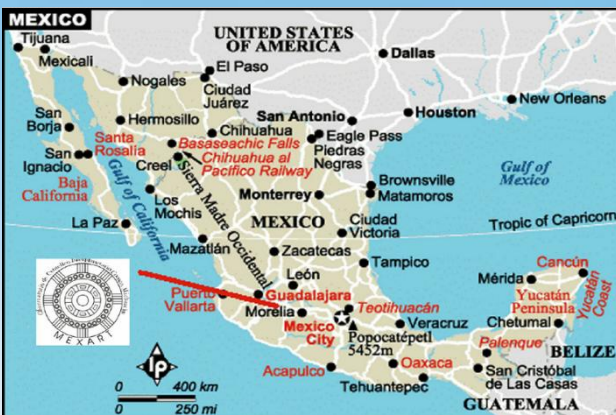 MEXICO
UNITED STATES
OF AMERICA
Tijuana
Mexicali
El Paso
Dallas
Nogales
Ciudad
Juárez
New Orleans
San
Borja
Hermosillo
San Antonio
Houston
Santa
Rosalia
Chihuahua
Basaseachic Falls
Eagle Pass
Piedras
Negras
San
Ignacio
Creel
Chihuahua al
Pacifico Railway
Gulf of
Mexico
Baja
California
Gulf of California
Sierra Madre Occidental
Los
Mochis
Monterrey
Brownsville
Matamoros
La Paz
MEXICO
Ciudad
Victoria
Tropic of Capricorn
Mazatlán
Zacatecas
Tampico
León
Mérida
Cancún
Puerto
Vallarta
Guadalajara
Teotihuacán
Yucatán
Peninsula
Yucatán
Coast
Morelia
Mexico
City
Veracruz
Chetumal
Popocatépetl
5452m
Palenque
BELIZE
Acapulco
Oaxaca
Tehuantepec
San Cristóbal
de Las Casas
GUATEMALA
MEXART
lp
0 400 km
0 250 mi